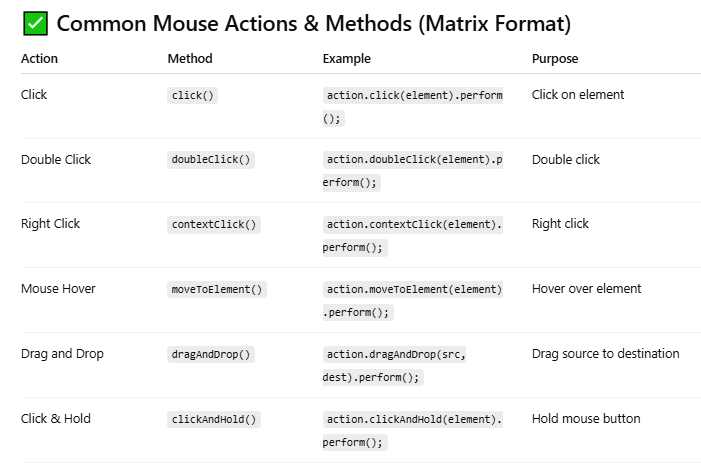 ✅ Common Mouse Actions & Methods (Matrix Format)
Action Method Example Purpose
Click click() action.click(element).perform Click on element
();
Double Click doubleClick() action.doubleClick(element).p Double click
erform();
Right Click contextClick() action.contextClick(element). Right click
perform();
Mouse Hover moveToElement() action.moveToElement(element) Hover over element
.perform();
Drag and Drop dragAndDrop() action.dragAndDrop(src, Drag source to destination
dest).perform();
Click & Hold clickAndHold() action.clickAndHold(element). Hold mouse button
perform();